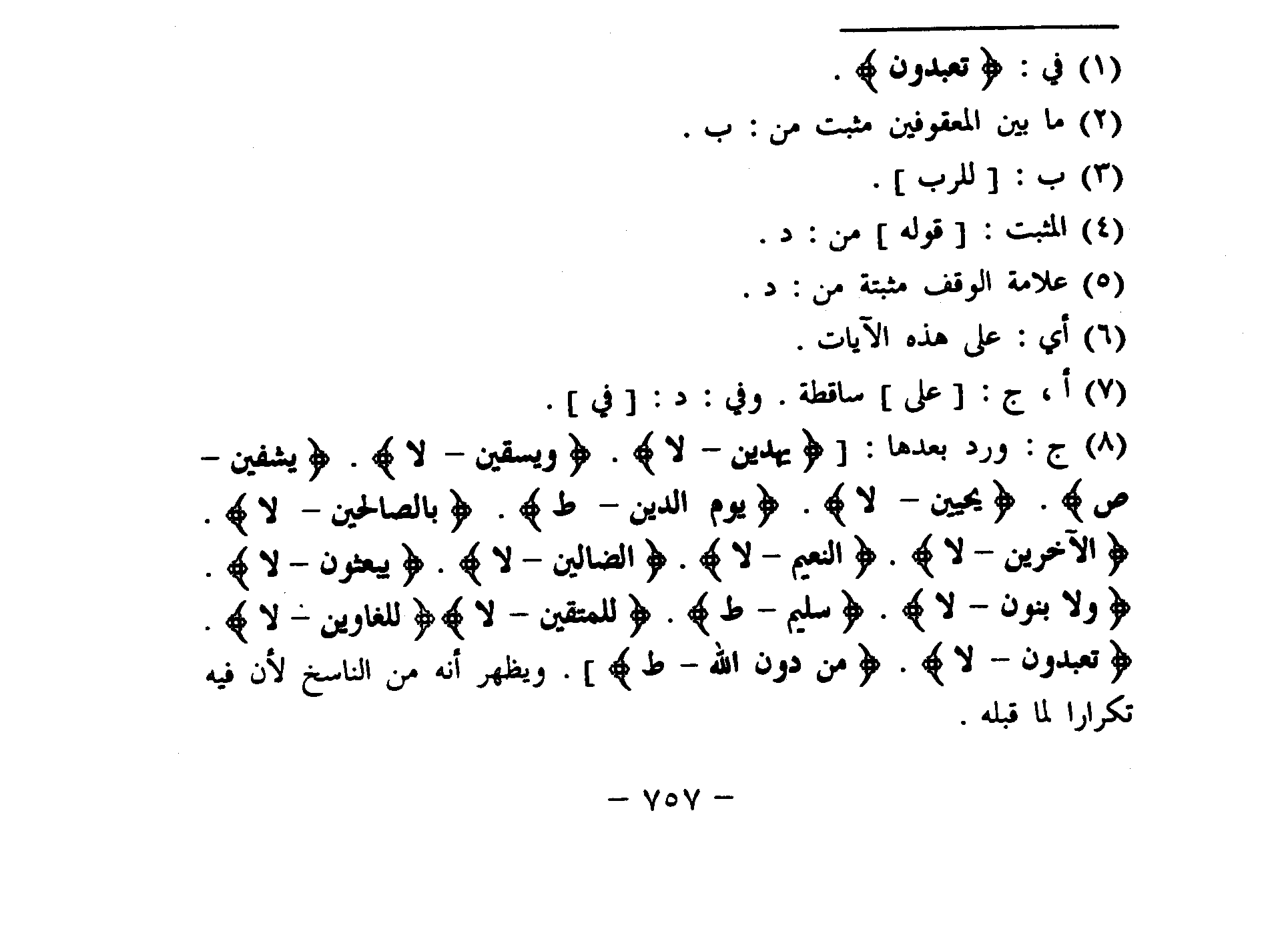 (١) في : ﴿ تعبدون ﴾ .
(٢) ما بين المعقوفين مثبت من : ب .
(٣) ب : [ للرب ] .
(٤) المثبت : [ قوله ] من : د .
(٥) علامة الوقف مثبتة من : د .
(٦) أي : على هذه الآيات .
(٧) أ ، ج : [ على ] ساقطة . وفي : د : [ في ] .
(٨) ج : ورد بعدها : [ ﴿ يهدين – لا ﴾ . ﴿ ويسقين – لا ﴾ . ﴿ يشفين –
ص ﴾ . ﴿ يحيين – لا ﴾ . ﴿ يوم الدين – ط ﴾ . ﴿ بالصالحين – لا ﴾ .
﴿ الآخرين – لا ﴾ . ﴿ النعيم – لا ﴾ . ﴿ الضالين – لا ﴾ . ﴿ يبعثون – لا ﴾ .
﴿ ولا بنون – لا ﴾ . ﴿ سليم – ط ﴾ . ﴿ للمتقين – لا ﴾ ﴿ للغاوين – لا ﴾ .
﴿ تعبدون – لا ﴾ . ﴿ من دون الله – ط ﴾ ] . ويظهر أنه من الناسخ لأن فيه
تكرارا لما قبله .
– ٧٥٧ –